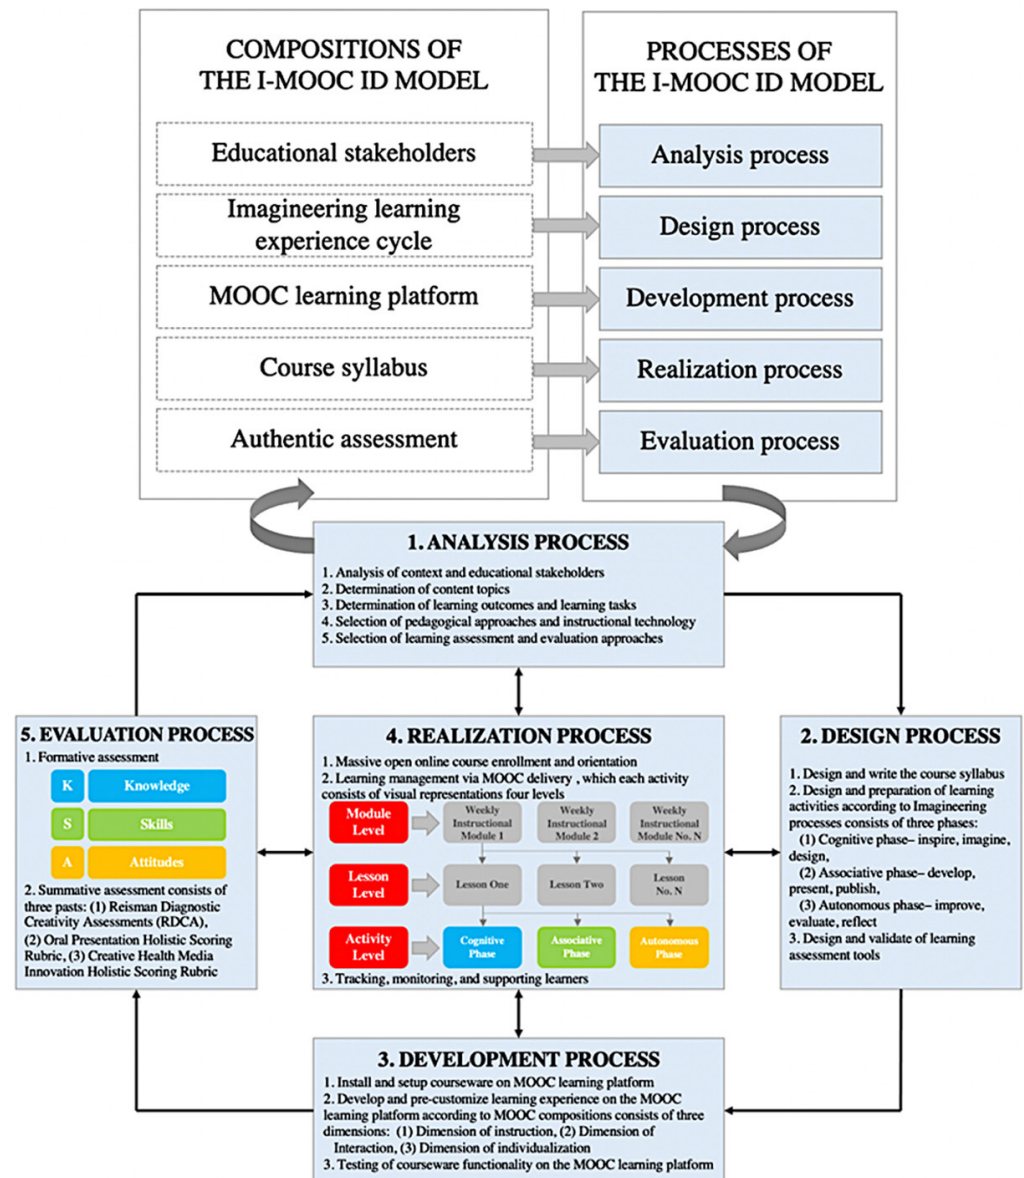 COMPOSITIONS OF
THE I-MOOC ID MODEL
Educational stakeholders
Imagineering learning
experience cycle
MOOC learning platform
Course syllabus
Authentic assessment
PROCESSES OF
THE I-MOOC ID MODEL
Analysis process
Design process
Development process
Realization process
Evaluation process
1. ANALYSIS PROCESS
1. Analysis of context and educational stakeholders
2. Determination of content topics
3. Determination of learning outcomes and learning tasks
4. Selection of pedagogical approaches and instructional technology
5. Selection of learning assessment and evaluation approaches
5. EVALUATION PROCESS
1. Formative assessment
K Knowledge
S Skills
A Attitudes
2. Summative assessment consists of
three pasts: (1) Reisman Diagnostic
Creativity Assessments (RDCA),
(2) Oral Presentation Holistic Scoring
Rubric, (3) Creative Health Media
Innovation Holistic Scoring Rubric
4. REALIZATION PROCESS
1. Massive open online course enrollment and orientation
2. Learning management via MOOC delivery , which each activity
consists of visual representations four levels
Module
Level
Weekly
Instructional
Module 1
Weekly
Instructional
Module 2
Weekly
Instructional
Module No. N
Lesson
Level
Lesson One
Lesson Two
Lesson
No. N
Activity
Level
Cognitive
Phase
Associative
Phase
Autonomous
Phase
3. Tracking, monitoring, and supporting learners
2. DESIGN PROCESS
1. Design and write the course syllabus
2. Design and preparation of learning
activities according to Imagineering
processes consists of three phases:
(1) Cognitive phase– inspire, imagine,
design,
(2) Associative phase– develop,
present, publish,
(3) Autonomous phase– improve,
evaluate, reflect
3. Design and validate of learning
assessment tools
3. DEVELOPMENT PROCESS
1. Install and setup courseware on MOOC learning platform
2. Develop and pre-customize learning experience on the MOOC
learning platform according to MOOC compositions consists of three
dimensions: (1) Dimension of instruction, (2) Dimension of
Interaction, (3) Dimension of individualization
3. Testing of courseware functionality on the MOOC learning platform